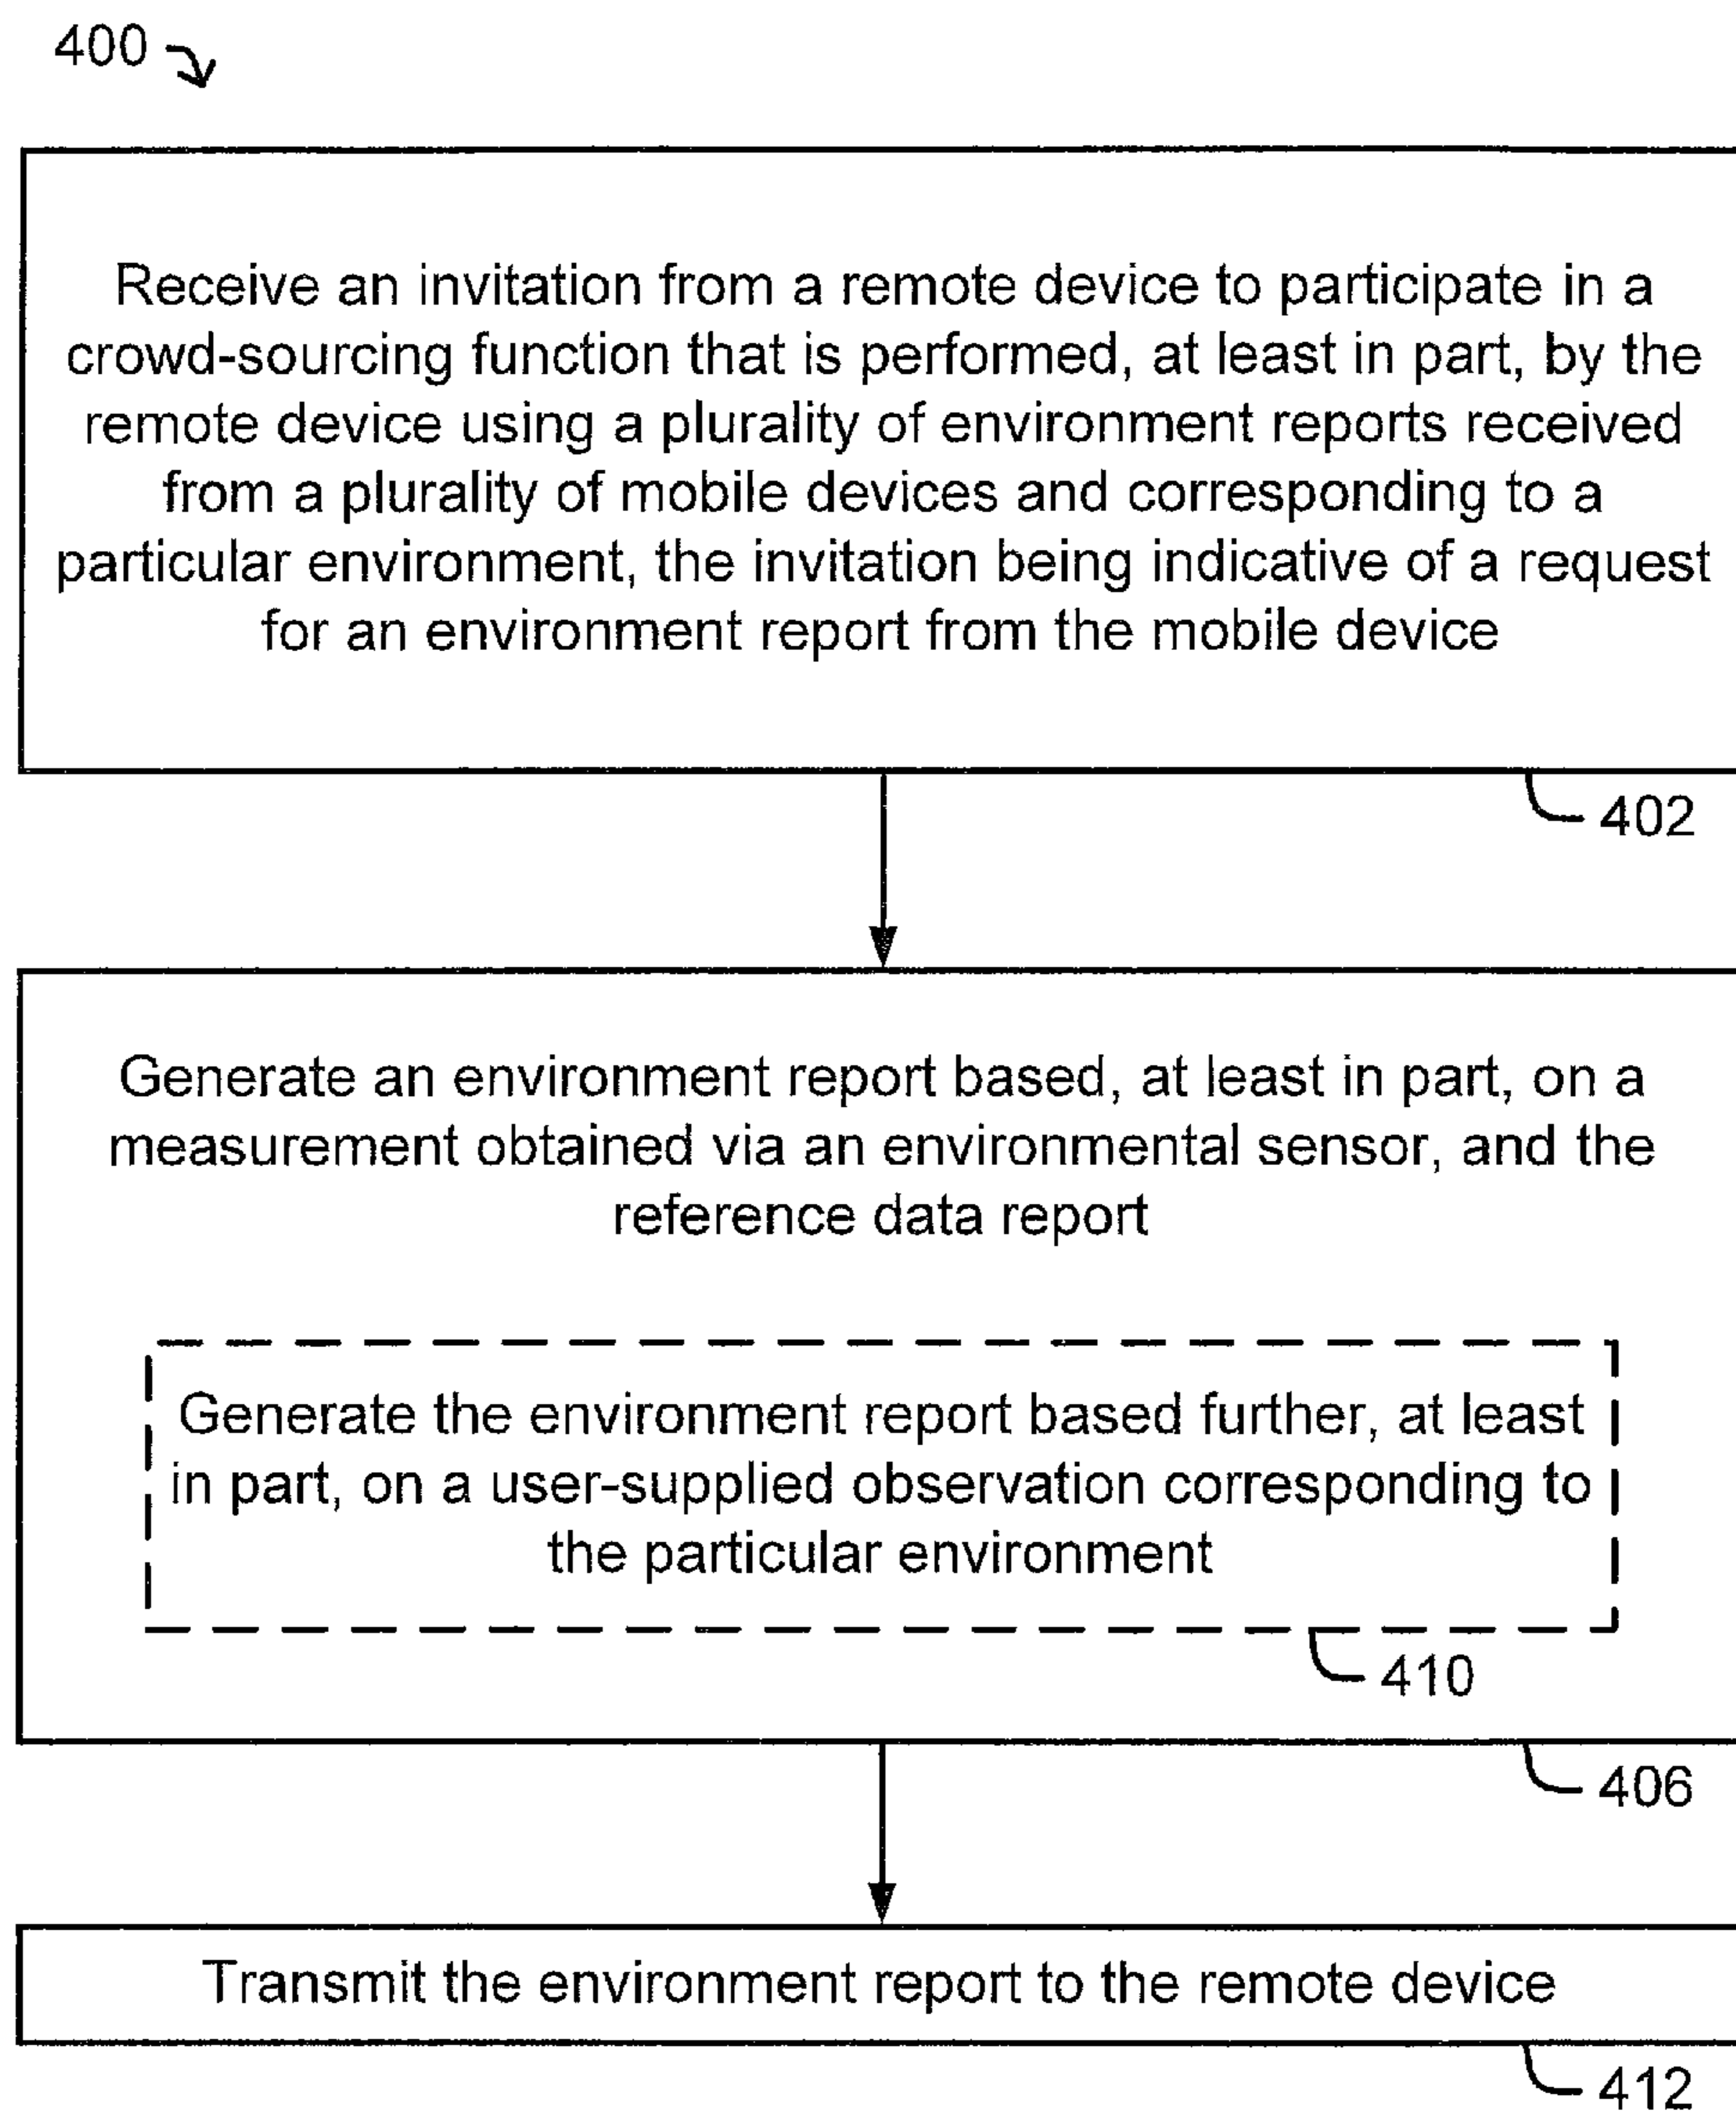 400
Receive an invitation from a remote device to participate in a
crowd-sourcing function that is performed, at least in part, by the
remote device using a plurality of environment reports received
from a plurality of mobile devices and corresponding to a
particular environment, the invitation being indicative of a request
for an environment report from the mobile device
402
Generate an environment report based, at least in part, on a
measurement obtained via an environmental sensor, and the
reference data report
Generate the environment report based further, at least
in part, on a user-supplied observation corresponding to
the particular environment
410
406
Transmit the environment report to the remote device
412